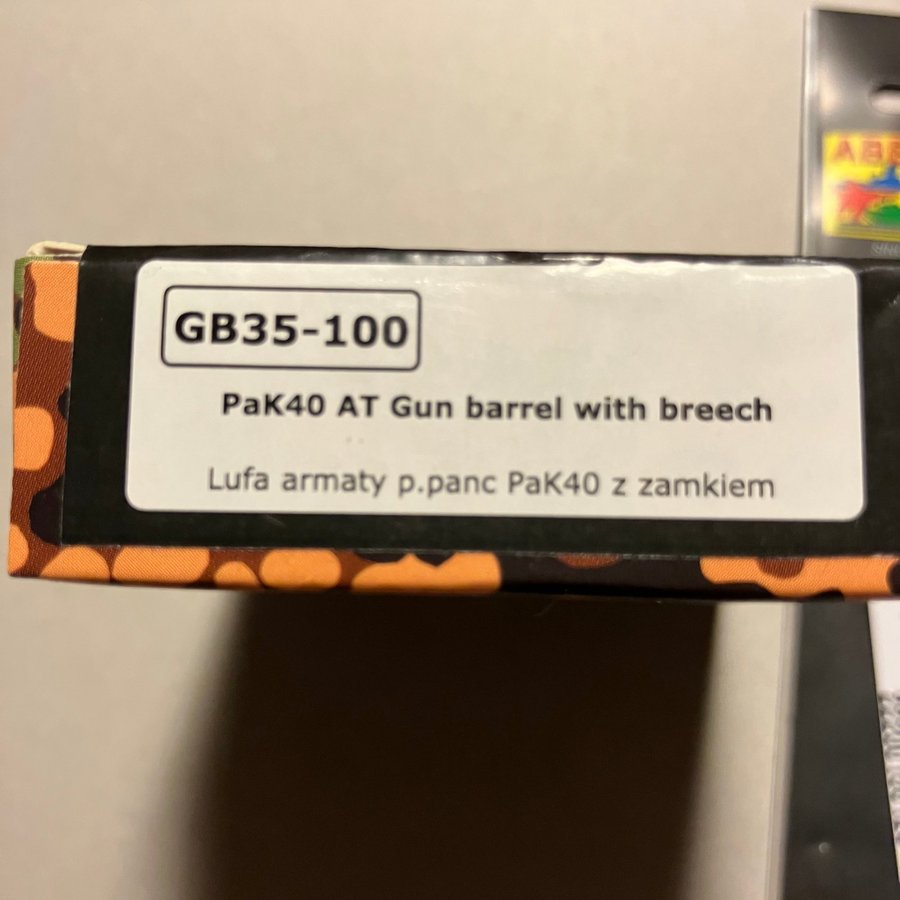 GB35-100
PaK40 AT Gun barrel with breech
Lufa armaty p.panc PaK40 z zamkiem